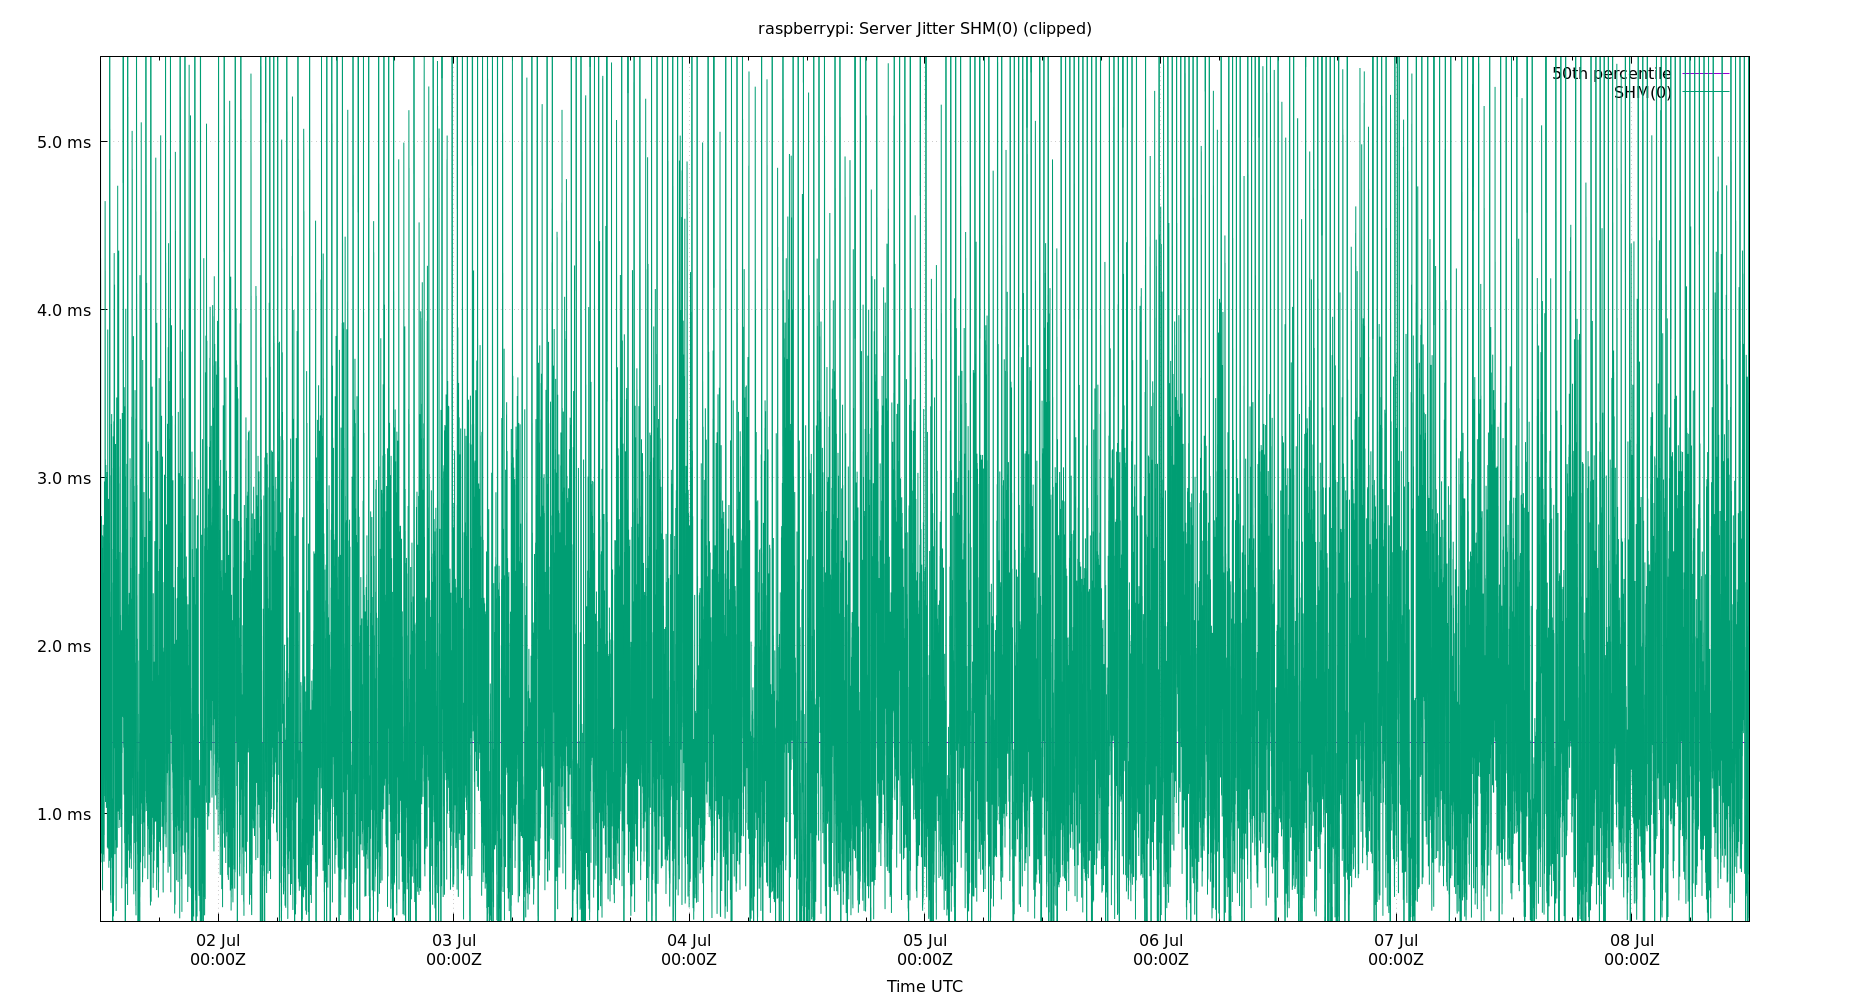 raspberrypi: Server Jitter SHM(0) (clipped)
50th percentile
SHM(0)
5.0 ms
4.0 ms
3.0 ms
2.0 ms
1.0 ms
02 Jul 03 Jul 04 Jul 05 Jul 06 Jul 07 Jul 08 Jul
00:00Z 00:00Z 00:00Z 00:00Z 00:00Z 00:00Z 00:00Z
Time UTC